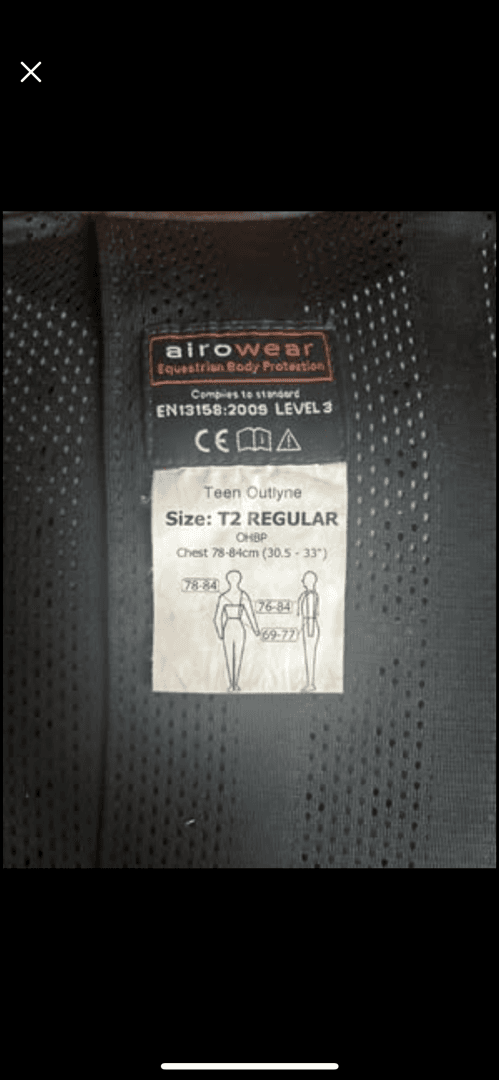 airowear
Equestrian Body Protection
Complies to standard
EN13158:2009 LEVEL 3
CE
Teen Outlyne
Size: T2 REGULAR
OHBP
Chest 78-84cm (30.5 - 33")
78-84
76-84
69-77